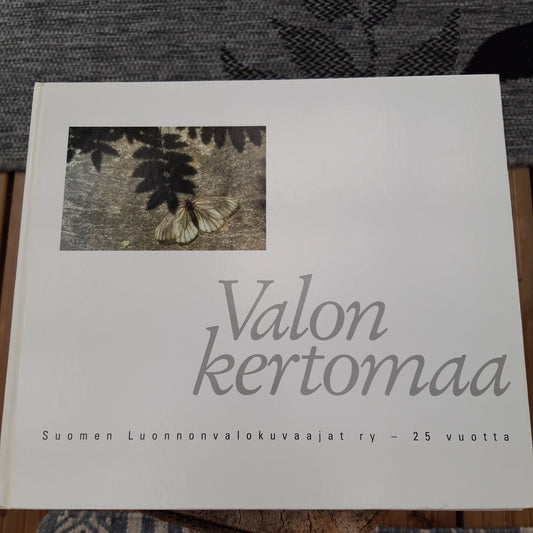 Valon
kertomaa
Suomen Luonnonvalokuvaajat ry – 25 vuotta